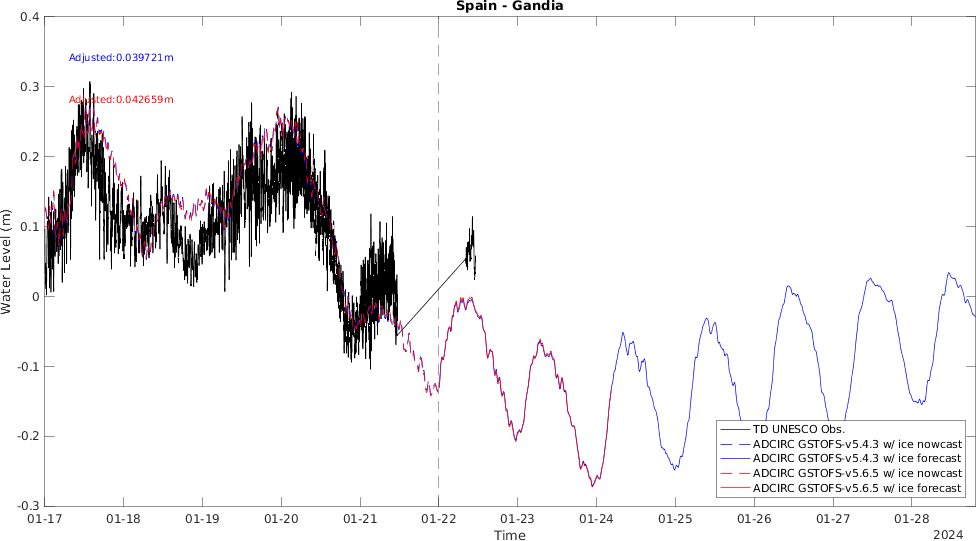 Spain - Gandia
0.4
0.3
0.2
0.1
0
-0.1
-0.2
-0.3
Water Level (m)
Adjusted:0.039721m
Adjusted:0.042659m
TD UNESCO Obs.
ADCIRC GSTOFS-v5.4.3 w/ ice nowcast
ADCIRC GSTOFS-v5.4.3 w/ ice forecast
ADCIRC GSTOFS-v5.6.5 w/ ice nowcast
ADCIRC GSTOFS-v5.6.5 w/ ice forecast
01-17 01-18 01-19 01-20 01-21 01-22 01-23 01-24 01-25 01-26 01-27 01-28
Time
2024